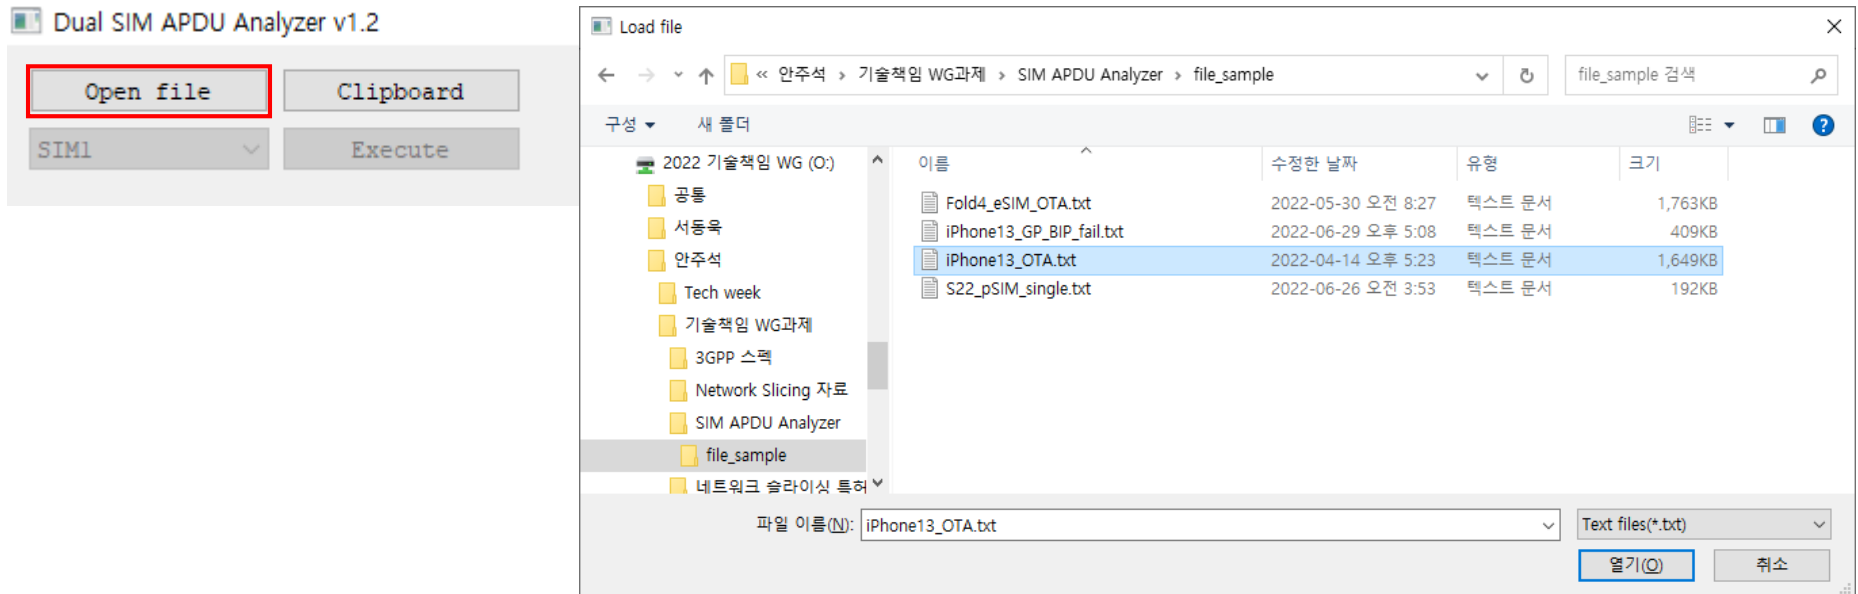 Dual SIM APDU Analyzer v1.2
Open file
Clipboard
SIM1
Execute
Load file
« 안주석 › 기술책임 WG과제 › SIM APDU Analyzer › file_sample
file_sample 검색
구성
새 폴더
2022 기술책임 WG (O:)
공통
서동욱
안주석
Tech week
기술책임 WG과제
3GPP 스펙
Network Slicing 자료
SIM APDU Analyzer
file_sample
네트워크 슬라이싱 특허
이름 수정한 날짜 유형 크기
Fold4_eSIM_OTA.txt 2022-05-30 오전 8:27 텍스트 문서 1,763KB
iPhone13_GP_BIP_fail.txt 2022-06-29 오후 5:08 텍스트 문서 409KB
iPhone13_OTA.txt 2022-04-14 오후 5:23 텍스트 문서 1,649KB
S22_pSIM_single.txt 2022-06-26 오전 3:53 텍스트 문서 192KB
파일 이름(N): iPhone13_OTA.txt
Text files(*.txt)
열기(O)
취소